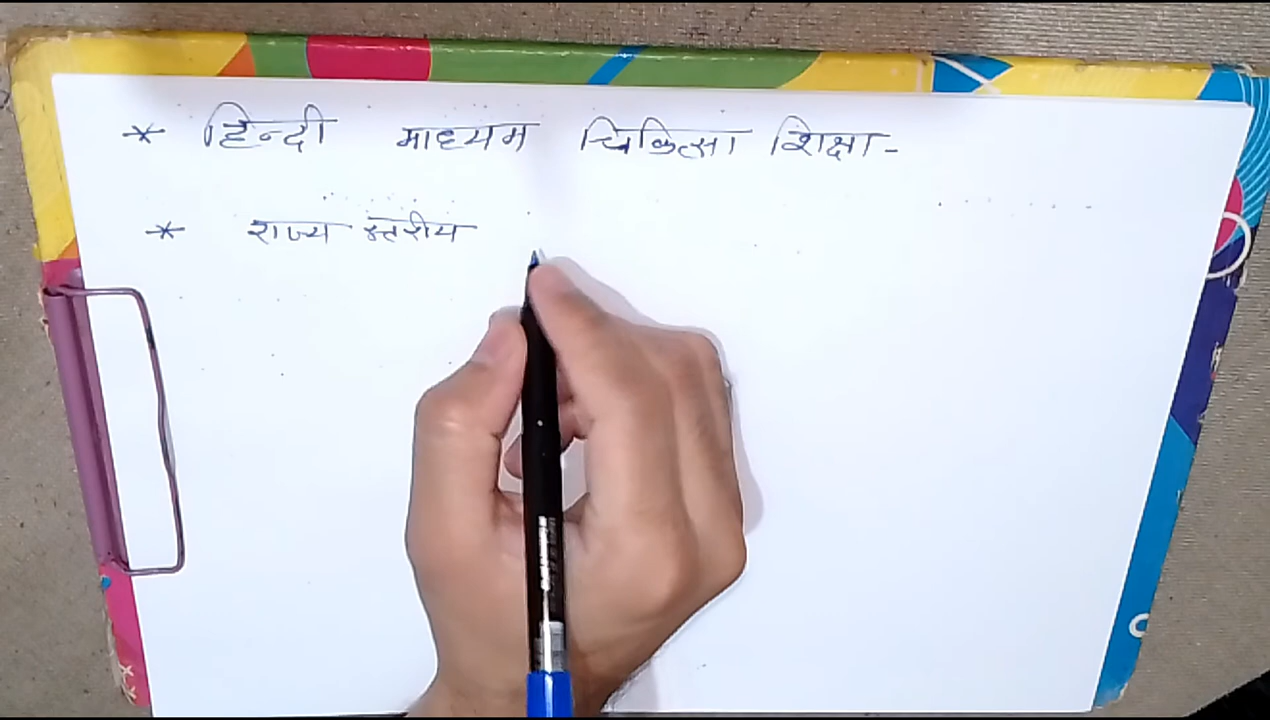 * हिन्दी माध्यम चिकित्सा शिक्षा -
* राज्य स्तरीय